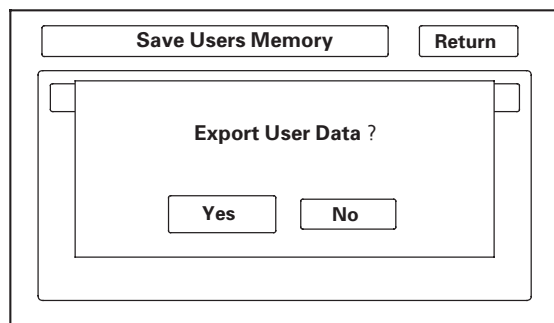 Save Users Memory
Return
Export User Data ?
Yes
No